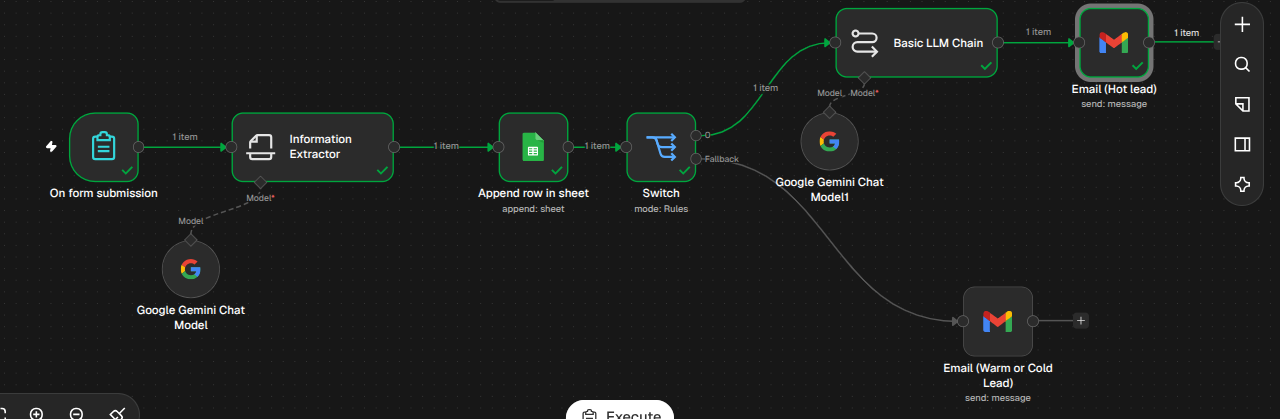 Basic LLM Chain
1 item
1 item
Email (Hot lead)
send: message
1 item
Model
Model*
1 item
Information
Extractor
1 item
1 item
0
Fallback
On form submission
Model*
Append row in sheet
append: sheet
Switch
mode: Rules
Google Gemini Chat
Model1
Model
Google Gemini Chat
Model
Email (Warm or Cold
Lead)
send: message
Execute